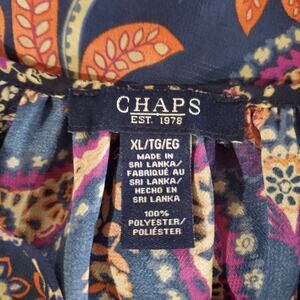 CHAPS
EST. 1978
XL/TG/EG
MADE IN
SRI LANKA/
FABRIQUÉ AU
SRI LANKA/
HECHO EN
SRI LANKA
100%
POLYESTER/
POLIÉSTER